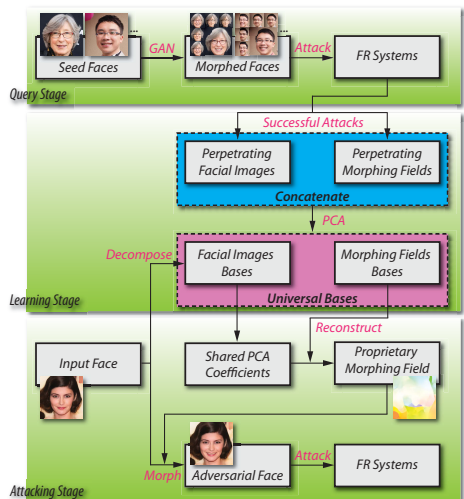 GAN
Attack
...
...
Seed Faces
Morphed Faces
FR Systems
Query Stage
Successful Attacks
Perpetrating
Facial Images
Perpetrating
Morphing Fields
Concatenate
PCA
Decompose
Facial Images
Bases
Morphing Fields
Bases
Universal Bases
Learning Stage
Reconstruct
Input Face
Shared PCA
Coefficients
Proprietary
Morphing Field
Morph
Adversarial Face
Attack
FR Systems
Attacking Stage